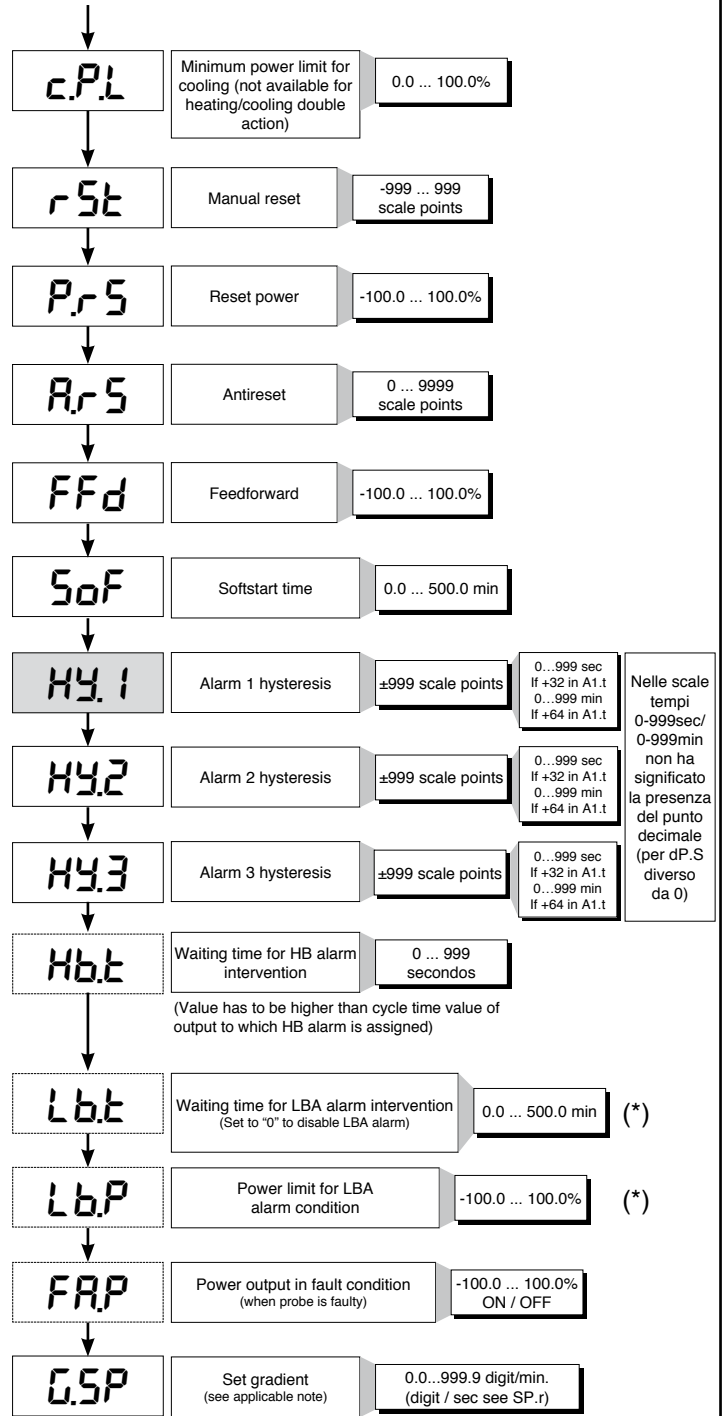 c.P.L
Minimum power limit for
cooling (not available for
heating/cooling double
action)
0.0 ... 100.0%
rSt
Manual reset
-999 ... 999
scale points
P.rS
Reset power
-100.0 ... 100.0%
A.rS
Antireset
0 ... 9999
scale points
FFd
Feedforward
-100.0 ... 100.0%
SoF
Softstart time
0.0 ... 500.0 min
HY.1
Alarm 1 hysteresis
±999 scale points
0…999 sec
If +32 in A1.t
0…999 min
If +64 in A1.t
Nelle scale
tempi
0-999sec/
0-999min
non ha
significato
la presenza
del punto
decimale
(per dP.S
diverso
da 0)
HY.2
Alarm 2 hysteresis
±999 scale points
0…999 sec
If +32 in A1.t
0…999 min
If +64 in A1.t
HY.3
Alarm 3 hysteresis
±999 scale points
0…999 sec
If +32 in A1.t
0…999 min
If +64 in A1.t
Hb.t
Waiting time for HB alarm
intervention
0 ... 999
secondos
(Value has to be higher than cycle time value of
output to which HB alarm is assigned)
Lb.t
Waiting time for LBA alarm intervention
(Set to “0” to disable LBA alarm)
0.0 ... 500.0 min
(*)
Lb.P
Power limit for LBA
alarm condition
-100.0 ... 100.0%
(*)
FA.P
Power output in fault condition
(when probe is faulty)
-100.0 ... 100.0%
ON / OFF
G.SP
Set gradient
(see applicable note)
0.0...999.9 digit/min.
(digit / sec see SP.r)